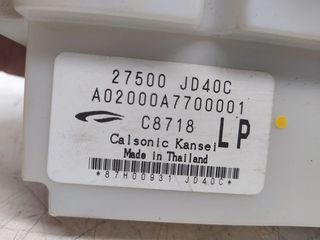 27500 JD40C
A02000A7700001
C8718 LP
Calsonic Kansei
Made in Thailand
*87H00931 JD40C*